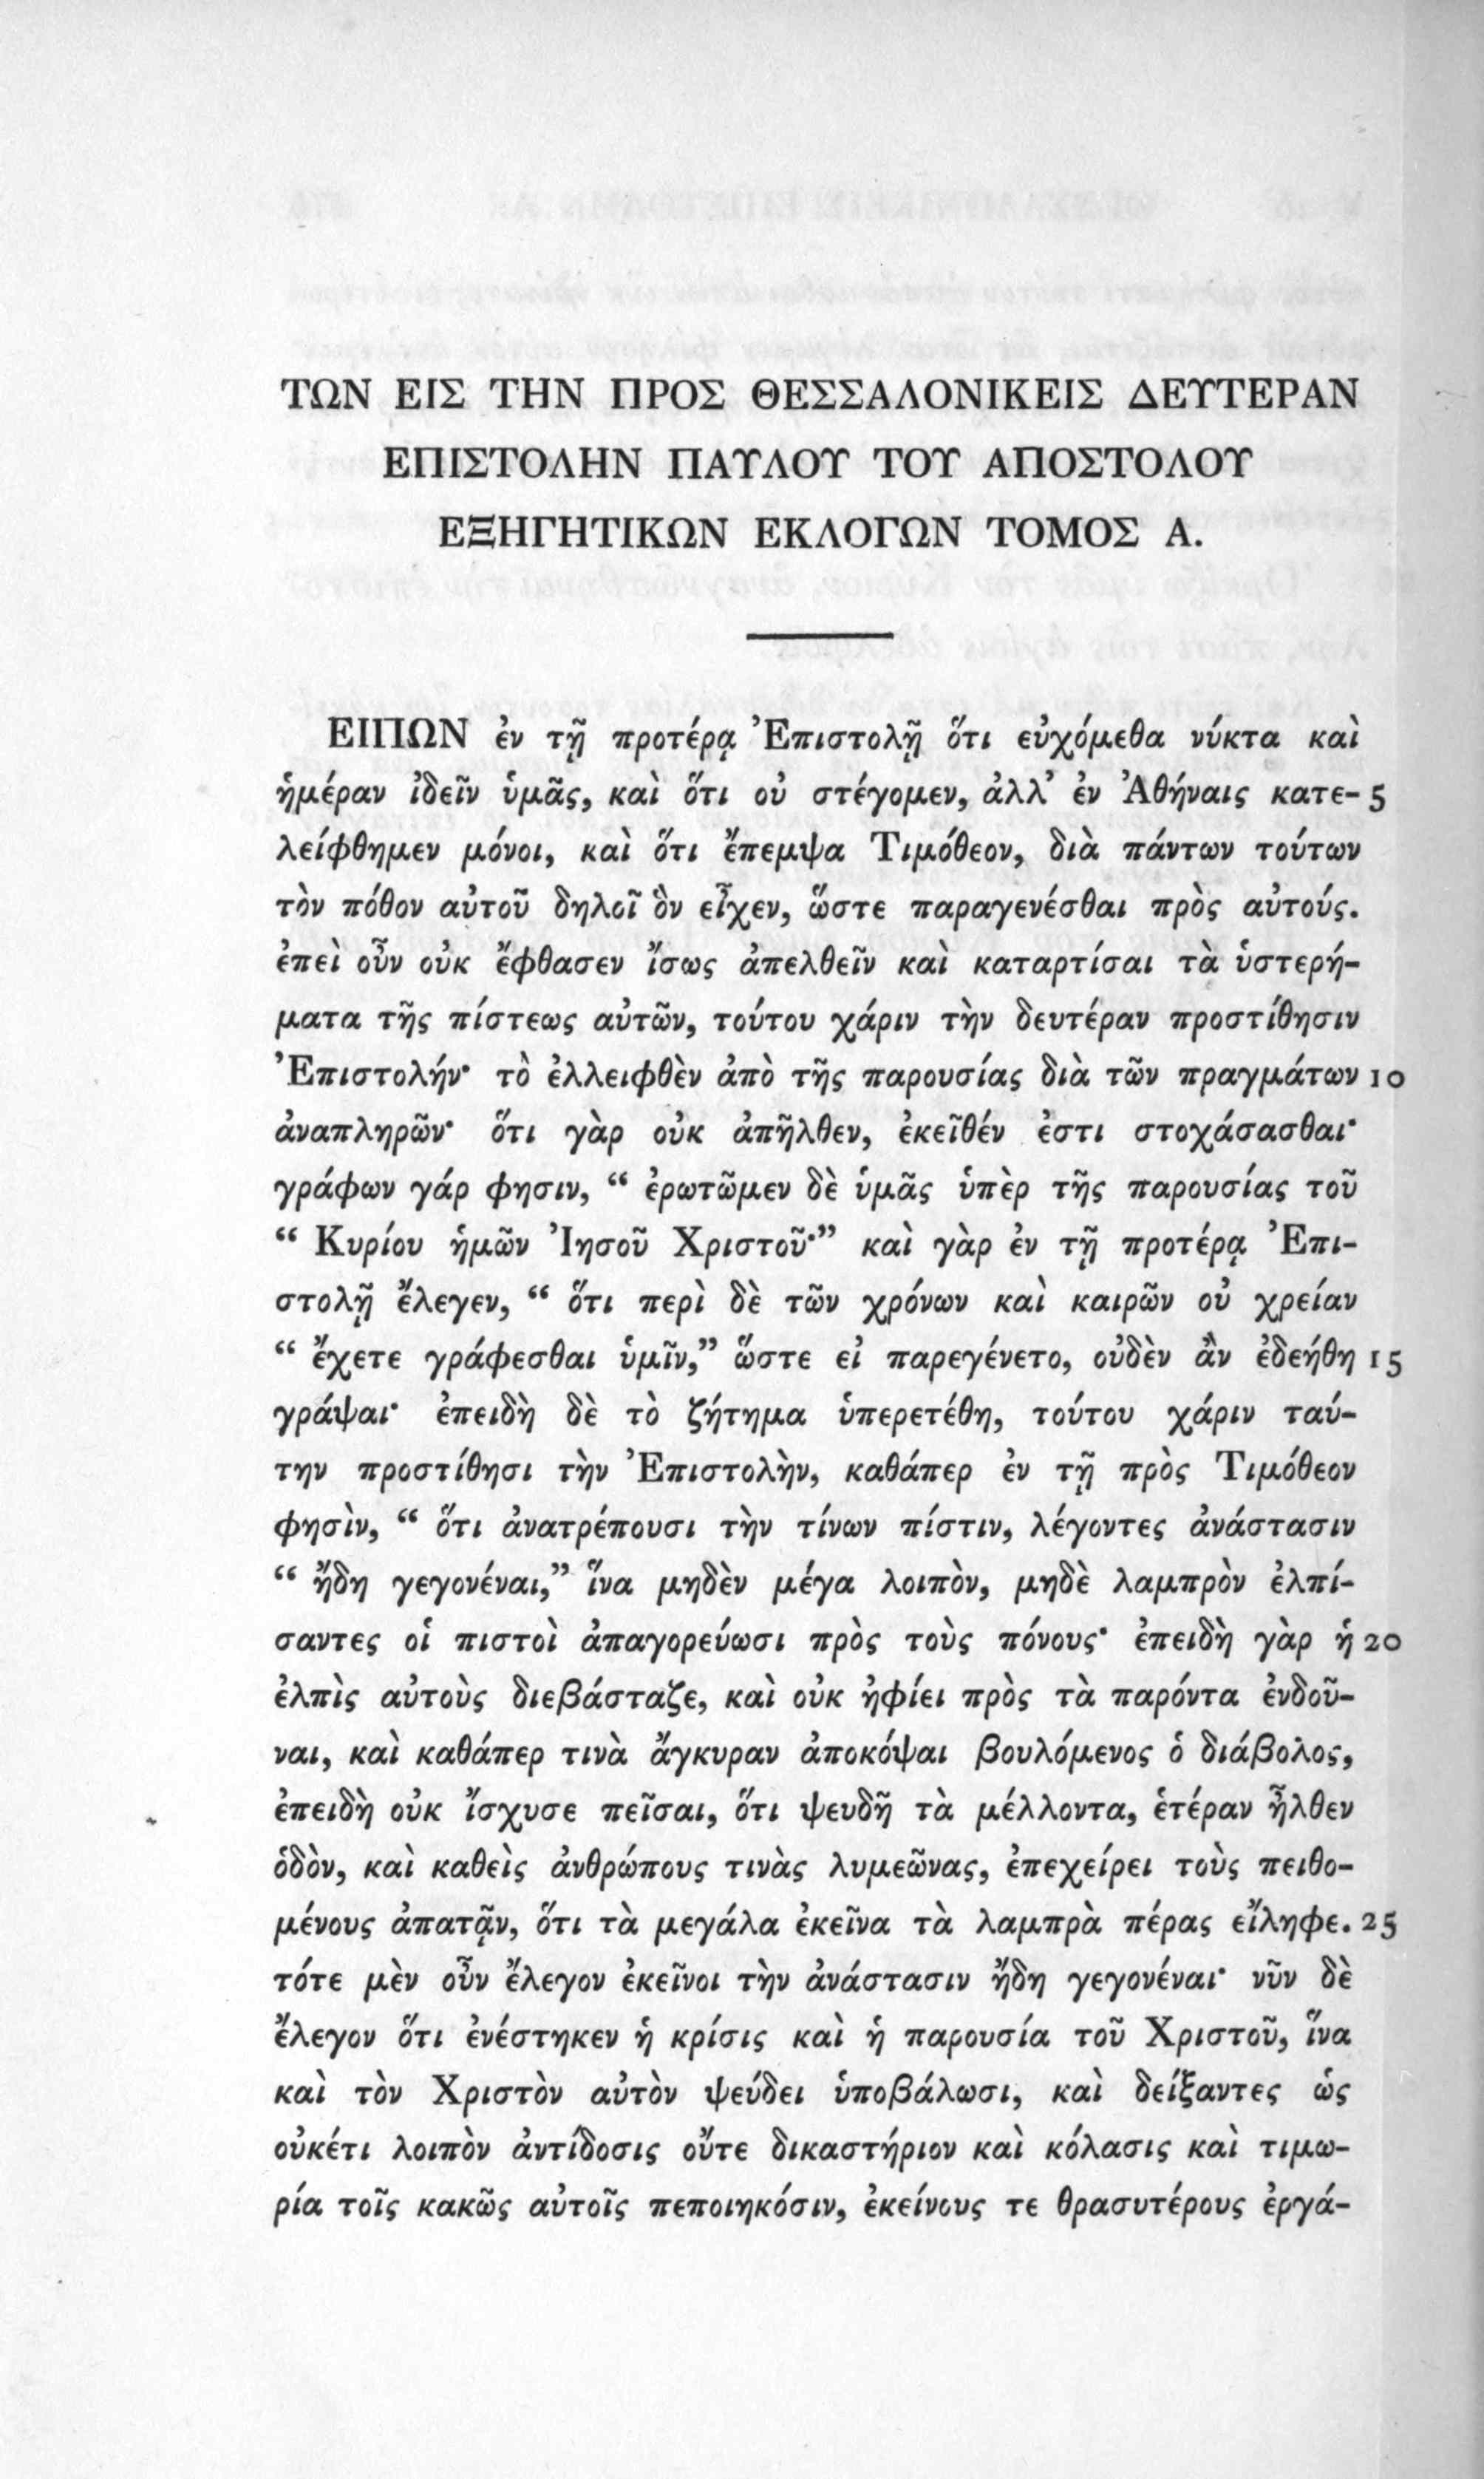 ΤΩΝ ΕΙΣ ΤΗΝ ΠΡΟΣ ΘΕΣΣΑΛΟΝΙΚΕΙΣ ΔΕΥΤΕΡΑΝ
ΕΠΙΣΤΟΛΗΝ ΠΑΥΛΟΥ ΤΟΥ ΑΠΟΣΤΟΛΟΥ
ΕΞΗΓΗΤΙΚΩΝ ΕΚΛΟΓΩΝ ΤΟΜΟΣ Α.
ΕΙΠΩΝ ἐν τῇ προτέρᾳ Ἐπιστολῇ ὅτι εὐχόμεθα νύκτα καὶ
ἡμέραν ἰδεῖν ὑμᾶς, καὶ ὅτι οὐ στέγομεν, ἀλλ’ ἐν Ἀθήναις κατε- 5
λείφθημεν μόνοι, καὶ ὅτι ἔπεμψα Τιμόθεον, διὰ πάντων τούτων
τὸν πόθον αὐτοῦ δηλοῖ ὃν εἶχεν, ὥστε παραγενέσθαι πρὸς αὐτούς.
ἐπεὶ οὖν οὐκ ἔφθασεν ἴσως ἀπελθεῖν καὶ καταρτίσαι τὰ ὑστερή-
ματα τῆς πίστεως αὐτῶν, τούτου χάριν τὴν δευτέραν προστίθησιν
Ἐπιστολήν· τὸ ἐλλειφθὲν ἀπὸ τῆς παρουσίας διὰ τῶν πραγμάτων 10
ἀναπληρῶν· ὅτι γὰρ οὐκ ἀπῆλθεν, ἐκεῖθέν ἐστι στοχάσασθαι·
γράφων γάρ φησιν, “ ἐρωτῶμεν δὲ ὑμᾶς ὑπὲρ τῆς παρουσίας τοῦ
“ Κυρίου ἡμῶν Ἰησοῦ Χριστοῦ·” καὶ γὰρ ἐν τῇ προτέρᾳ Ἐπι-
στολῇ ἔλεγεν, “ ὅτι περὶ δὲ τῶν χρόνων καὶ καιρῶν οὐ χρείαν
“ ἔχετε γράφεσθαι ὑμῖν,” ὥστε εἰ παρεγένετο, οὐδὲν ἂν ἐδεήθη 15
γράψαι· ἐπειδὴ δὲ τὸ ζήτημα ὑπερετέθη, τούτου χάριν ταύ-
την προστίθησι τὴν Ἐπιστολὴν, καθάπερ ἐν τῇ πρὸς Τιμόθεον
φησὶν, “ ὅτι ἀνατρέπουσι τὴν τίνων πίστιν, λέγοντες ἀνάστασιν
“ ἤδη γεγονέναι,” ἵνα μηδὲν μέγα λοιπὸν, μηδὲ λαμπρὸν ἐλπί-
σαντες οἱ πιστοὶ ἀπαγορεύωσι πρὸς τοὺς πόνους· ἐπειδὴ γὰρ ἡ 20
ἐλπὶς αὐτοὺς διεβάσταζε, καὶ οὐκ ἠφίει πρὸς τὰ παρόντα ἐνδοῦ-
ναι, καὶ καθάπερ τινὰ ἄγκυραν ἀποκόψαι βουλόμενος ὁ διάβολος,
ἐπειδὴ οὐκ ἴσχυσε πεῖσαι, ὅτι ψευδῆ τὰ μέλλοντα, ἑτέραν ἦλθεν
ὁδὸν, καὶ καθεὶς ἀνθρώπους τινὰς λυμεῶνας, ἐπεχείρει τοὺς πειθο-
μένους ἀπατᾷν, ὅτι τὰ μεγάλα ἐκεῖνα τὰ λαμπρὰ πέρας εἴληφε. 25
τότε μὲν οὖν ἔλεγον ἐκεῖνοι τὴν ἀνάστασιν ἤδη γεγονέναι· νῦν δὲ
ἔλεγον ὅτι ἐνέστηκεν ἡ κρίσις καὶ ἡ παρουσία τοῦ Χριστοῦ, ἵνα
καὶ τὸν Χριστὸν αὐτὸν ψεύδει ὑποβάλωσι, καὶ δείξαντες ὡς
οὐκέτι λοιπὸν ἀντίδοσις οὔτε δικαστήριον καὶ κόλασις καὶ τιμω-
ρία τοῖς κακῶς αὐτοῖς πεποιηκόσιν, ἐκείνους τε θρασυτέρους ἐργά-